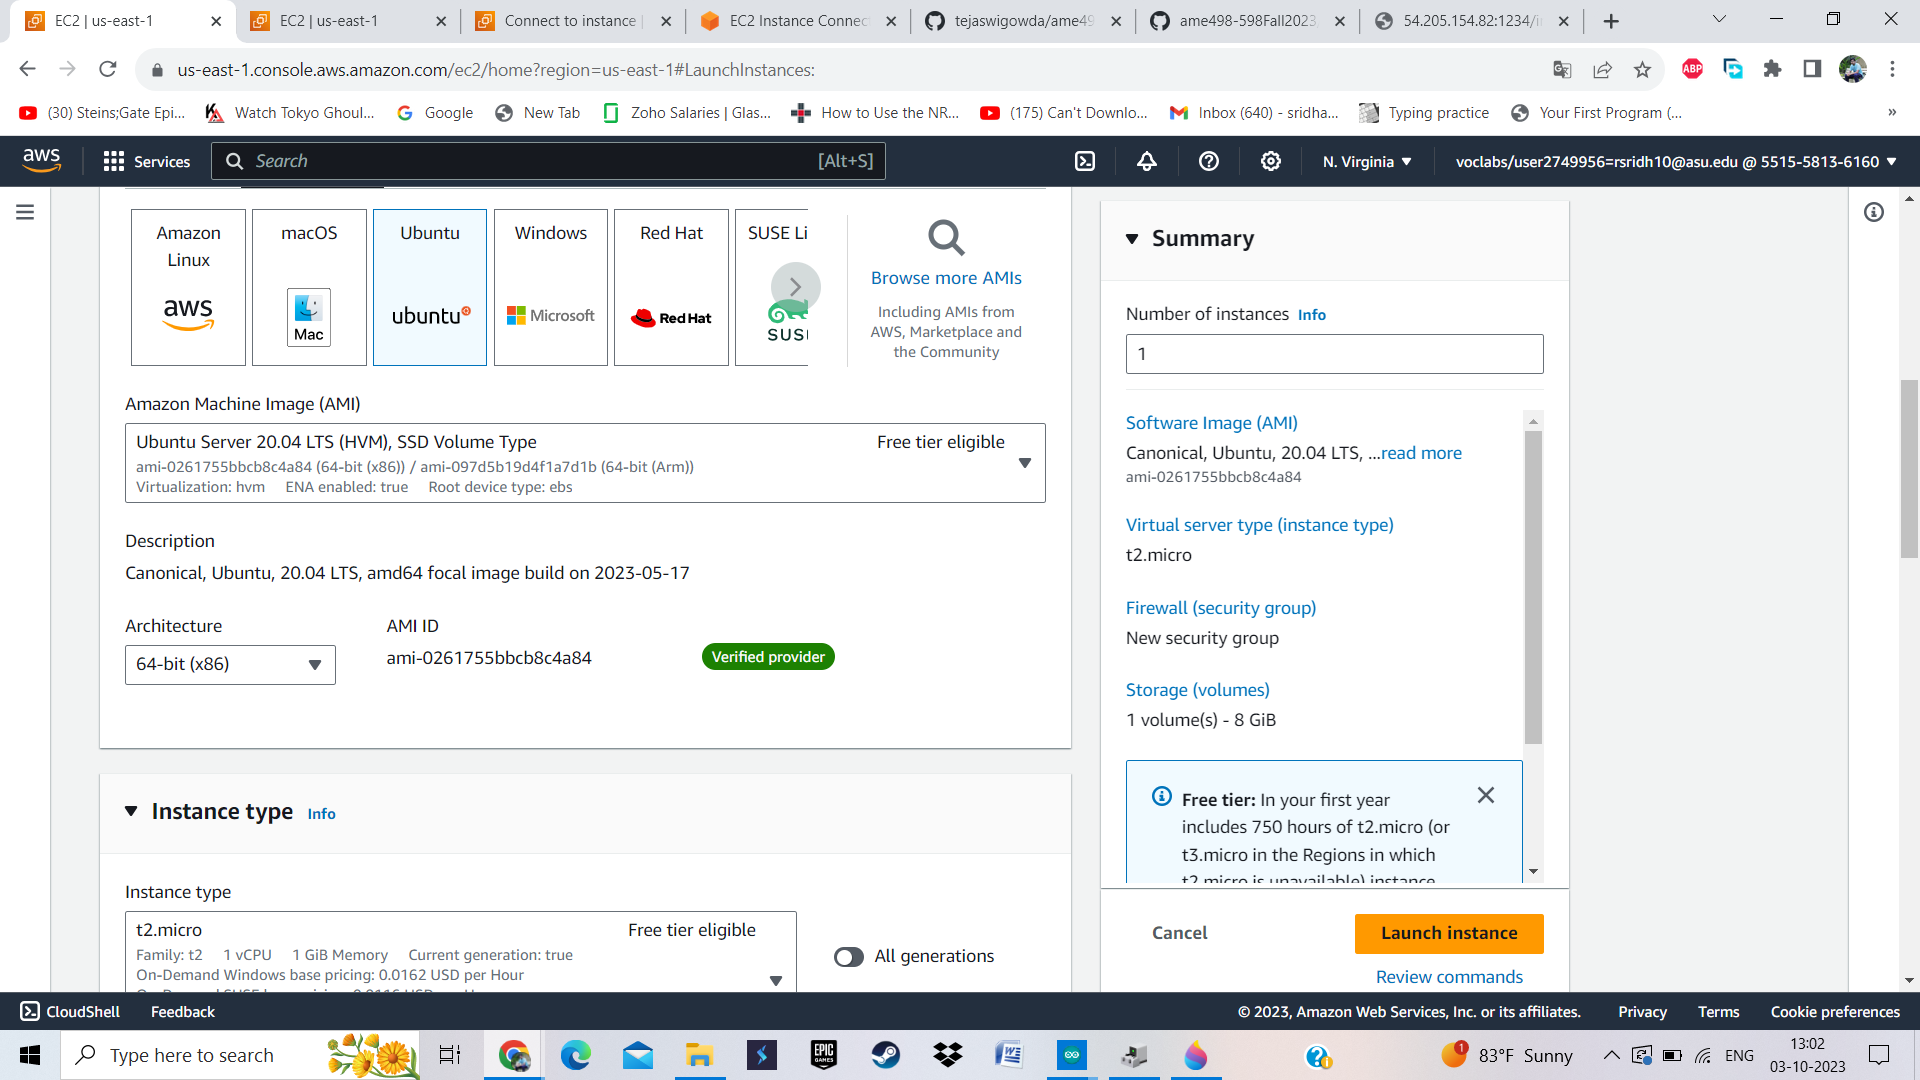 EC2 | us-east-1
EC2 | us-east-1
Connect to instance |
EC2 Instance Connec
tejaswigowda/ame49
ame498-598Fall2023
54.205.154.82:1234/i
us-east-1.console.aws.amazon.com/ec2/home?region=us-east-1#LaunchInstances:
ABP
(30) Steins;Gate Epi...
Watch Tokyo Ghoul...
Google
New Tab
Zoho Salaries | Glas...
How to Use the NR...
(175) Can't Downlo...
Inbox (640) - sridha...
Typing practice
Your First Program (...
»
aws
Services
Search
[Alt+S]
N. Virginia
voclabs/user2749956=rsridh10@asu.edu @ 5515-5813-6160
Amazon
Linux
aws
macOS
Mac
Ubuntu
ubuntu
Windows
Microsoft
Red Hat
Red Hat
SUSE Li
SUS
Browse more AMIs
Including AMIs from
AWS, Marketplace and
the Community
Amazon Machine Image (AMI)
Ubuntu Server 20.04 LTS (HVM), SSD Volume Type
Free tier eligible
ami-0261755bbcb8c4a84 (64-bit (x86)) / ami-097d5b19d4f1a7d1b (64-bit (Arm))
Virtualization: hvm ENA enabled: true Root device type: ebs
Description
Canonical, Ubuntu, 20.04 LTS, amd64 focal image build on 2023-05-17
Architecture
64-bit (x86)
AMI ID
ami-0261755bbcb8c4a84
Verified provider
Instance type Info
Instance type
t2.micro
Free tier eligible
Family: t2 1 vCPU 1 GiB Memory Current generation: true
On-Demand Windows base pricing: 0.0162 USD per Hour
All generations
Summary
Number of instances Info
1
Software Image (AMI)
Canonical, Ubuntu, 20.04 LTS, ...read more
ami-0261755bbcb8c4a84
Virtual server type (instance type)
t2.micro
Firewall (security group)
New security group
Storage (volumes)
1 volume(s) - 8 GiB
Free tier: In your first year
includes 750 hours of t2.micro (or
t3.micro in the Regions in which
t2.micro is unavailable) instance
Cancel
Launch instance
Review commands
CloudShell
Feedback
© 2023, Amazon Web Services, Inc. or its affiliates.
Privacy
Terms
Cookie preferences
Type here to search
EPIC
GAMES
1
83°F Sunny
ENG
13:02
03-10-2023